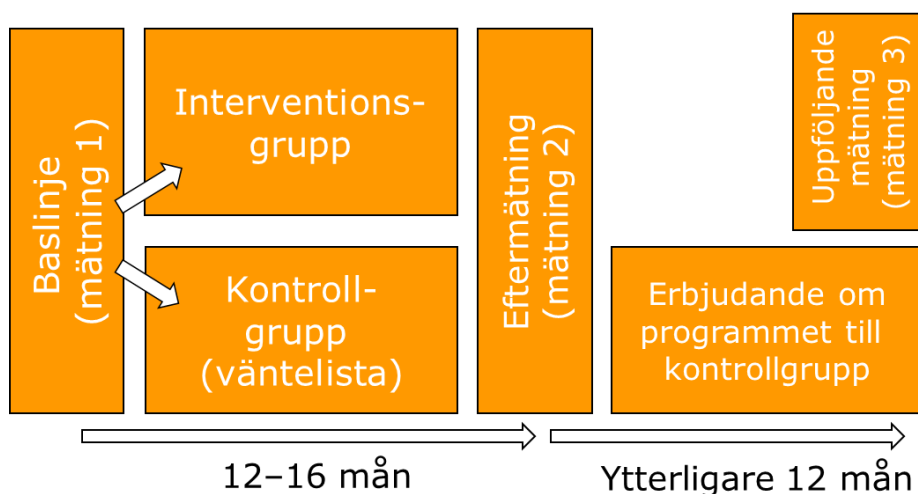 Baslinje
(mätning 1)
Interventions-
grupp
Kontroll-
grupp
(väntelista)
Eftermätning
(mätning 2)
Uppföljande
mätning
(mätning 3)
Erbjudande om
programmet till
kontrollgrupp
12–16 mån
Ytterligare 12 mån